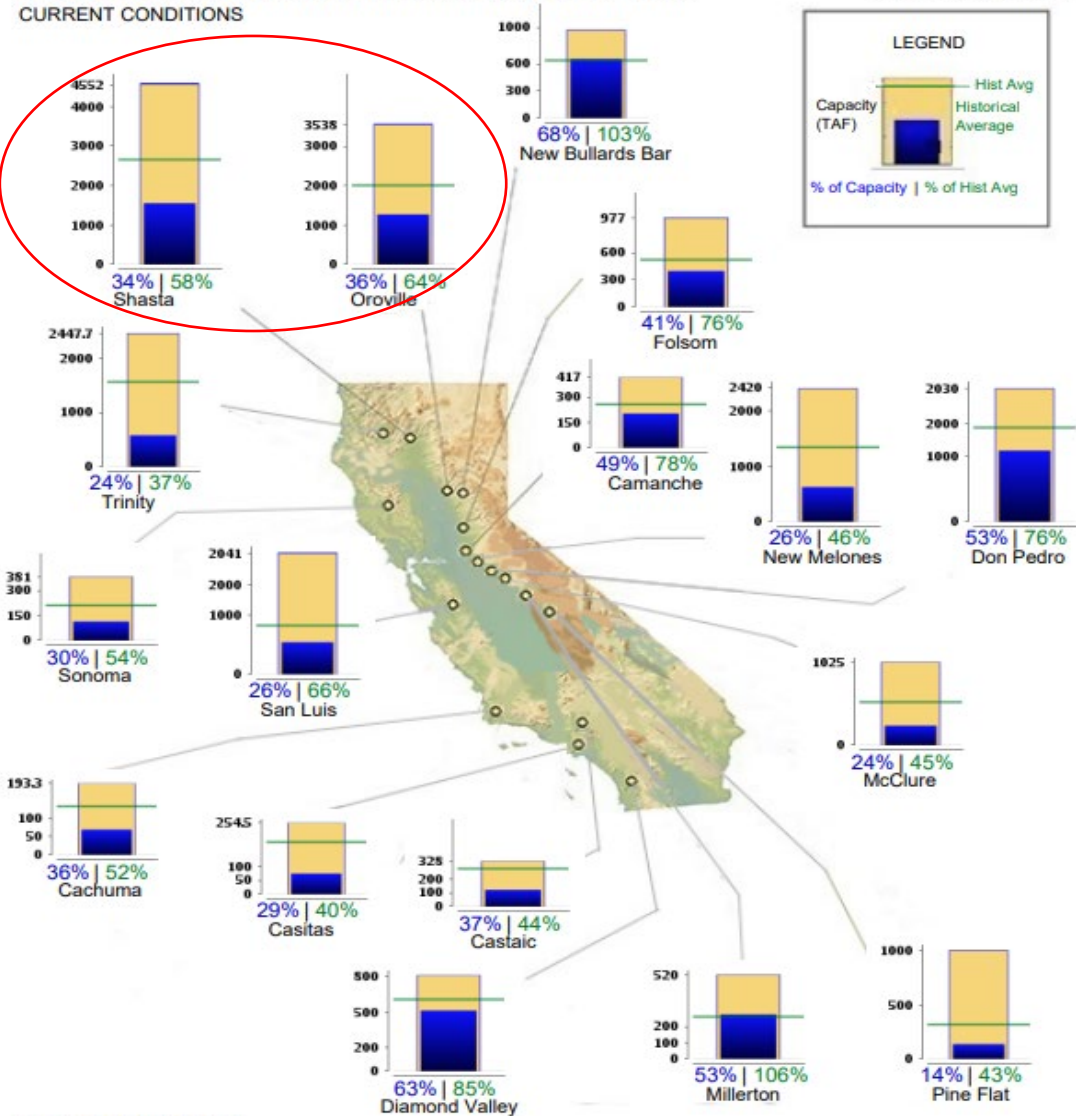 CURRENT CONDITIONS
LEGEND
Hist Avg
Capacity
(TAF)
Historical
Average
% of Capacity | % of Hist Avg
4552
4000
3000
2000
1000
0
34% | 58%
Shasta
3538
3000
2000
1000
0
36% | 64%
Oroville
1000
600
300
0
68% | 103%
New Bullards Bar
977
600
300
0
41% | 76%
Folsom
2447.7
2000
1000
0
24% | 37%
Trinity
417
300
150
0
49% | 78%
Camanche
2420
2000
1000
0
26% | 46%
New Melones
2030
2000
1000
0
53% | 76%
Don Pedro
381
300
150
0
30% | 54%
Sonoma
2041
2000
1000
0
26% | 66%
San Luis
1025
0
24% | 45%
McClure
193.3
100
50
0
36% | 52%
Cachuma
254.5
100
50
0
29% | 40%
Casitas
328
200
100
0
37% | 44%
Castaic
800
500
200
0
63% | 85%
Diamond Valley
520
200
100
0
53% | 106%
Millerton
1000
500
0
14% | 43%
Pine Flat